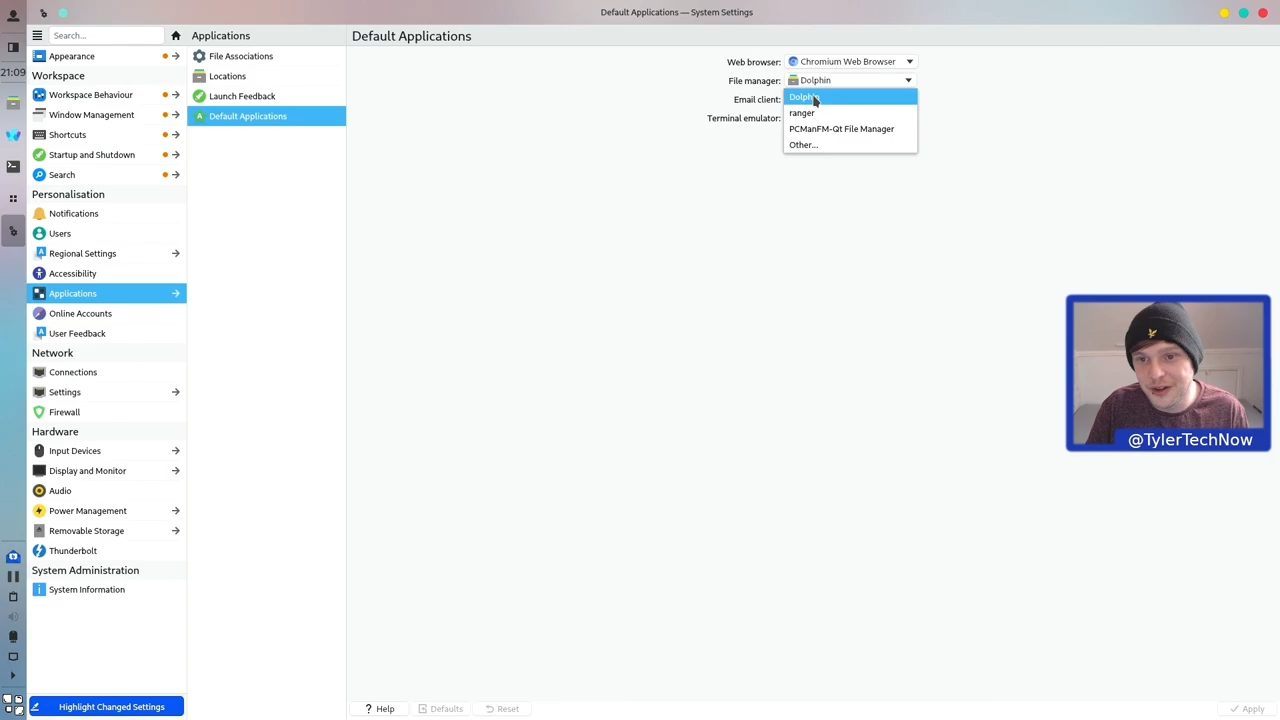 Default Applications — System Settings
21:09
Search...
Appearance
Workspace
Workspace Behaviour
Window Management
Shortcuts
Startup and Shutdown
Search
Personalisation
Notifications
Users
Regional Settings
Accessibility
Applications
Online Accounts
User Feedback
Network
Connections
Settings
Firewall
Hardware
Input Devices
Display and Monitor
Audio
Power Management
Removable Storage
Thunderbolt
System Administration
System Information
Highlight Changed Settings
Applications
File Associations
Locations
Launch Feedback
Default Applications
Default Applications
Web browser: Chromium Web Browser
File manager: Dolphin
Email client:
Terminal emulator:
Dolphin
ranger
PCManFM-Qt File Manager
Other...
@TylerTechNow
Help
Defaults
Reset
Apply